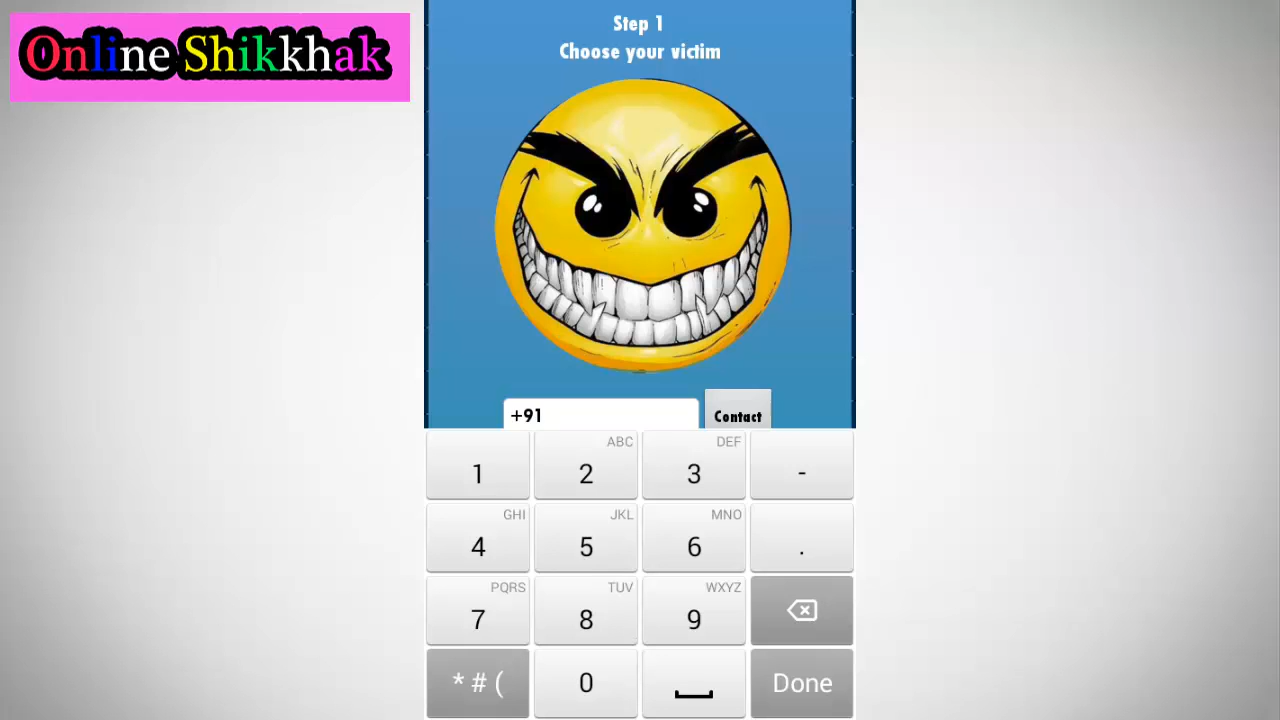 Online Shikkhak
Step 1
Choose your victim
+91
Contact
1
2 ABC
3 DEF
-
4 GHI
5 JKL
6 MNO
.
7 PQRS
8 TUV
9 WXYZ
* # (
0
Done